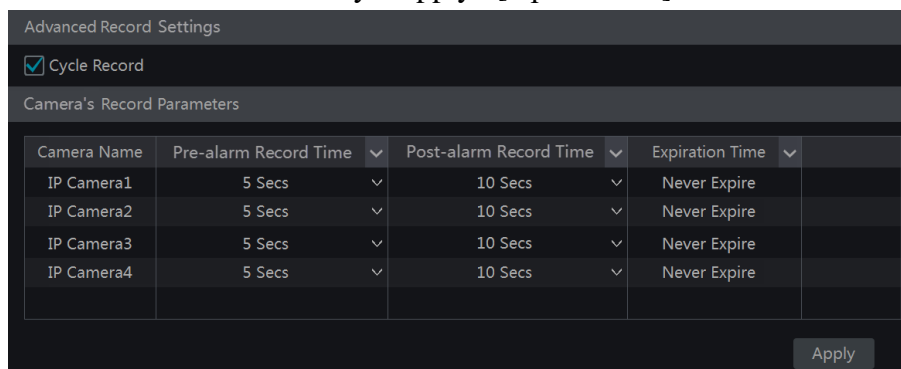 Advanced Record Settings
Cycle Record
Camera's Record Parameters
Camera Name Pre-alarm Record Time Post-alarm Record Time Expiration Time
IP Camera1 5 Secs 10 Secs Never Expire
IP Camera2 5 Secs 10 Secs Never Expire
IP Camera3 5 Secs 10 Secs Never Expire
IP Camera4 5 Secs 10 Secs Never Expire
Apply